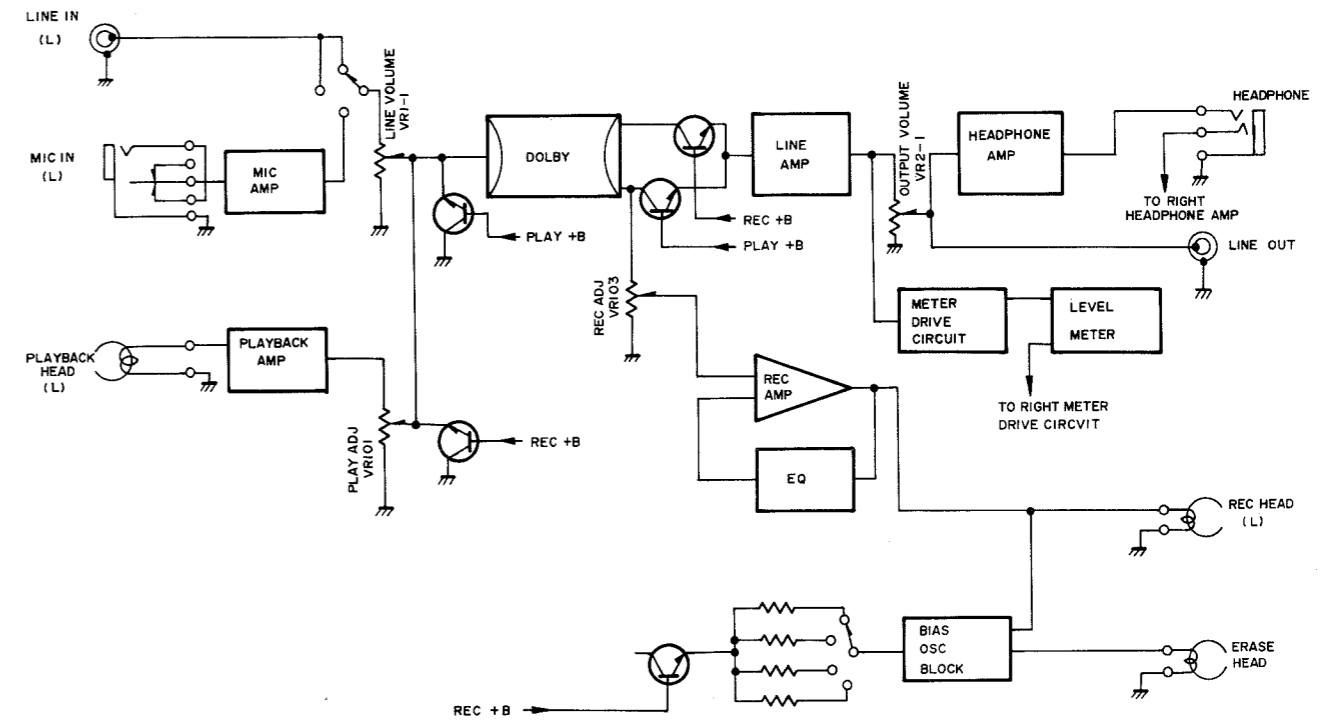 LINE IN
(L)
LINE VOLUME
VR1-1
MIC IN
(L)
MIC
AMP
DOLBY
LINE
AMP
OUTPUT VOLUME
VR2-1
HEADPHONE
AMP
HEADPHONE
TO RIGHT
HEADPHONE AMP
PLAY +B
REC +B
PLAY +B
LINE OUT
REC ADJ
VR103
METER
DRIVE
CIRCUIT
LEVEL
METER
PLAYBACK
HEAD
(L)
PLAYBACK
AMP
TO RIGHT METER
DRIVE CIRCVIT
REC
AMP
PLAY ADJ
VR101
REC +B
EQ
REC HEAD
(L)
BIAS
OSC
BLOCK
ERASE
HEAD
REC +B